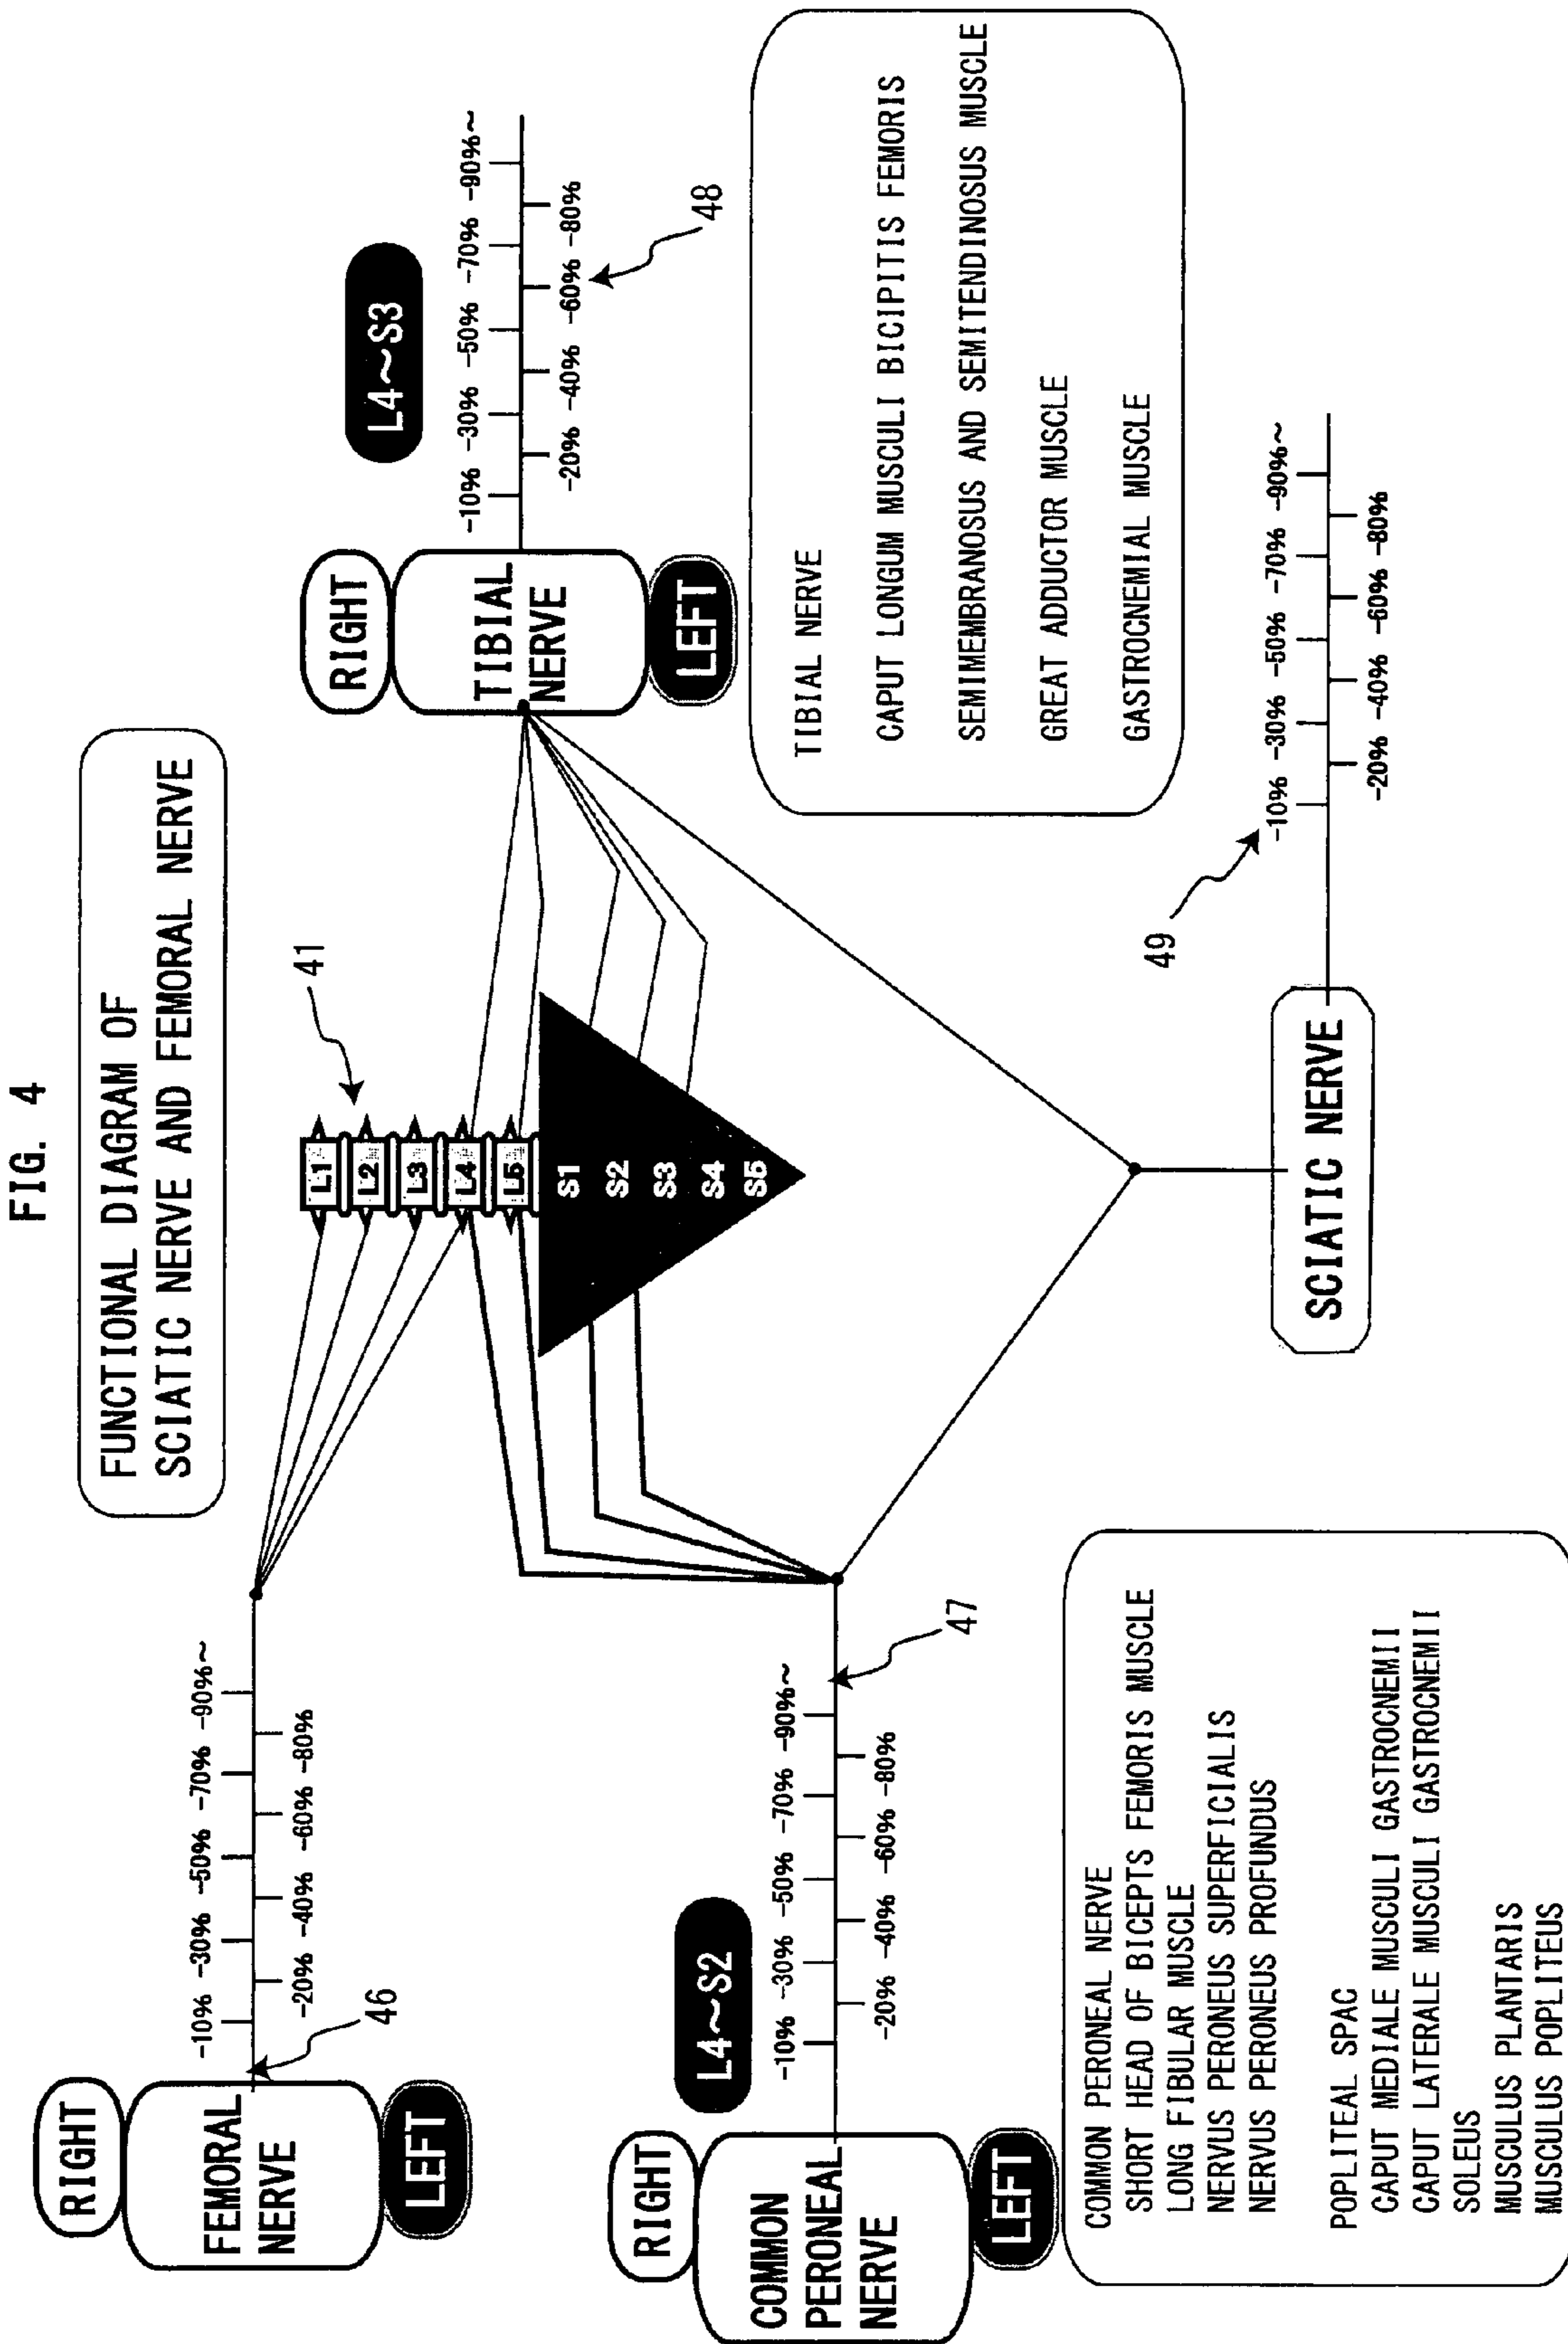 FIG. 4
FUNCTIONAL DIAGRAM OF
SCIATIC NERVE AND FEMORAL NERVE
RIGHT
FEMORAL
NERVE
LEFT
-10% -30% -50% -70% -90%~
-20% -40% -60% -80%
46
L1
L2
L3
L4
L5
S1
S2
S3
S4
S5
41
RIGHT
TIBIAL
NERVE
LEFT
L4~S3
-10% -30% -50% -70% -90%~
-20% -40% -60% -80%
48
RIGHT
COMMON
PERONEAL
NERVE
LEFT
L4~S2
-10% -30% -50% -70% -90%~
-20% -40% -60% -80%
47
TIBIAL NERVE
CAPUT LONGUM MUSCULI BICIPITIS FEMORIS
SEMIMEMBRANOSUS AND SEMITENDINOSUS MUSCLE
GREAT ADDUCTOR MUSCLE
GASTROCNEMIAL MUSCLE
COMMON PERONEAL NERVE
SHORT HEAD OF BICEPTS FEMORIS MUSCLE
LONG FIBULAR MUSCLE
NERVUS PERONEUS SUPERFICIALIS
NERVUS PERONEUS PROFUNDUS
POPLITEAL SPAC
CAPUT MEDIALE MUSCULI GASTROCNEMII
CAPUT LATERALE MUSCULI GASTROCNEMII
SOLEUS
MUSCULUS PLANTARIS
MUSCULUS POPLITEUS
SCIATIC NERVE
49
-10% -30% -50% -70% -90%~
-20% -40% -60% -80%